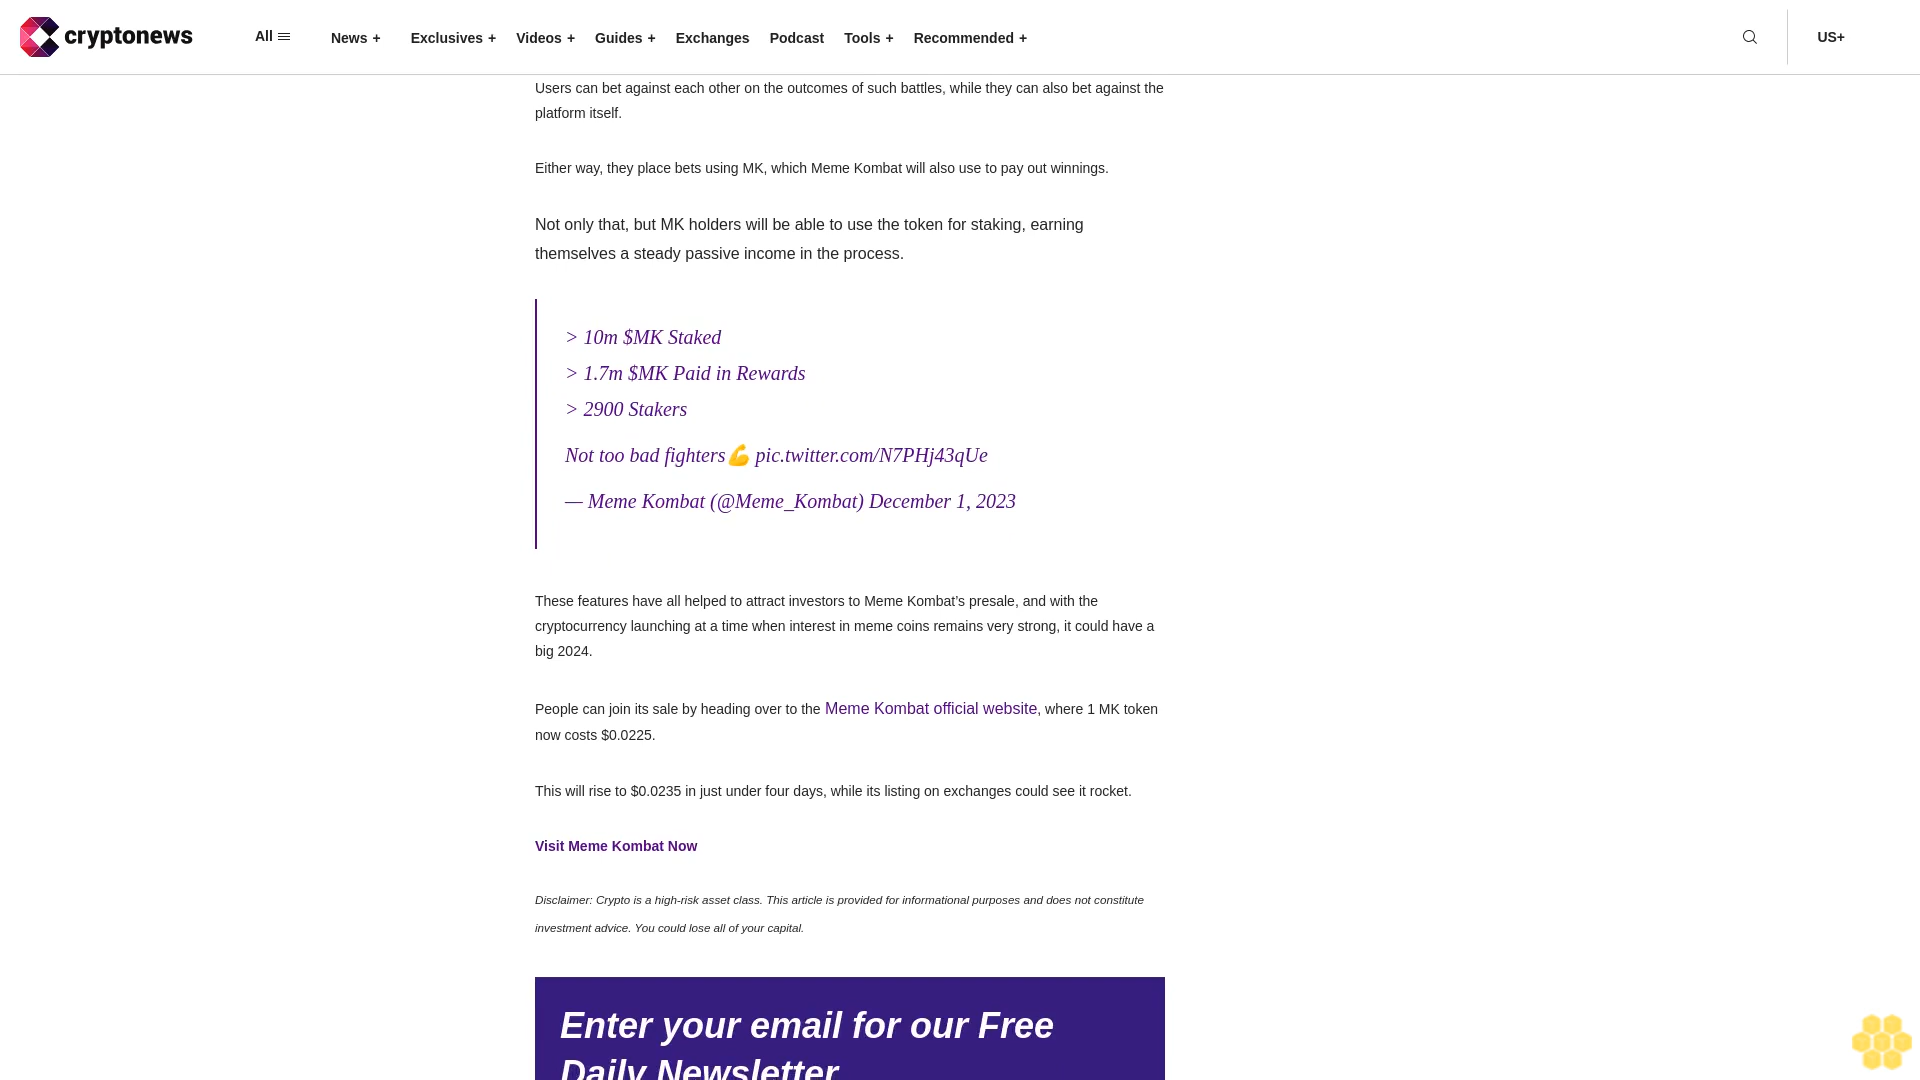 cryptonews
All
News +
Exclusives +
Videos +
Guides +
Exchanges
Podcast
Tools +
Recommended +
US+
Users can bet against each other on the outcomes of such battles, while they can also bet against the
platform itself.
Either way, they place bets using MK, which Meme Kombat will also use to pay out winnings.
Not only that, but MK holders will be able to use the token for staking, earning
themselves a steady passive income in the process.
> 10m $MK Staked
> 1.7m $MK Paid in Rewards
> 2900 Stakers
Not too bad fighters💪 pic.twitter.com/N7PHj43qUe
— Meme Kombat (@Meme_Kombat) December 1, 2023
These features have all helped to attract investors to Meme Kombat’s presale, and with the
cryptocurrency launching at a time when interest in meme coins remains very strong, it could have a
big 2024.
People can join its sale by heading over to the Meme Kombat official website, where 1 MK token
now costs $0.0225.
This will rise to $0.0235 in just under four days, while its listing on exchanges could see it rocket.
Visit Meme Kombat Now
Disclaimer: Crypto is a high-risk asset class. This article is provided for informational purposes and does not constitute
investment advice. You could lose all of your capital.
Enter your email for our Free
Daily Newsletter